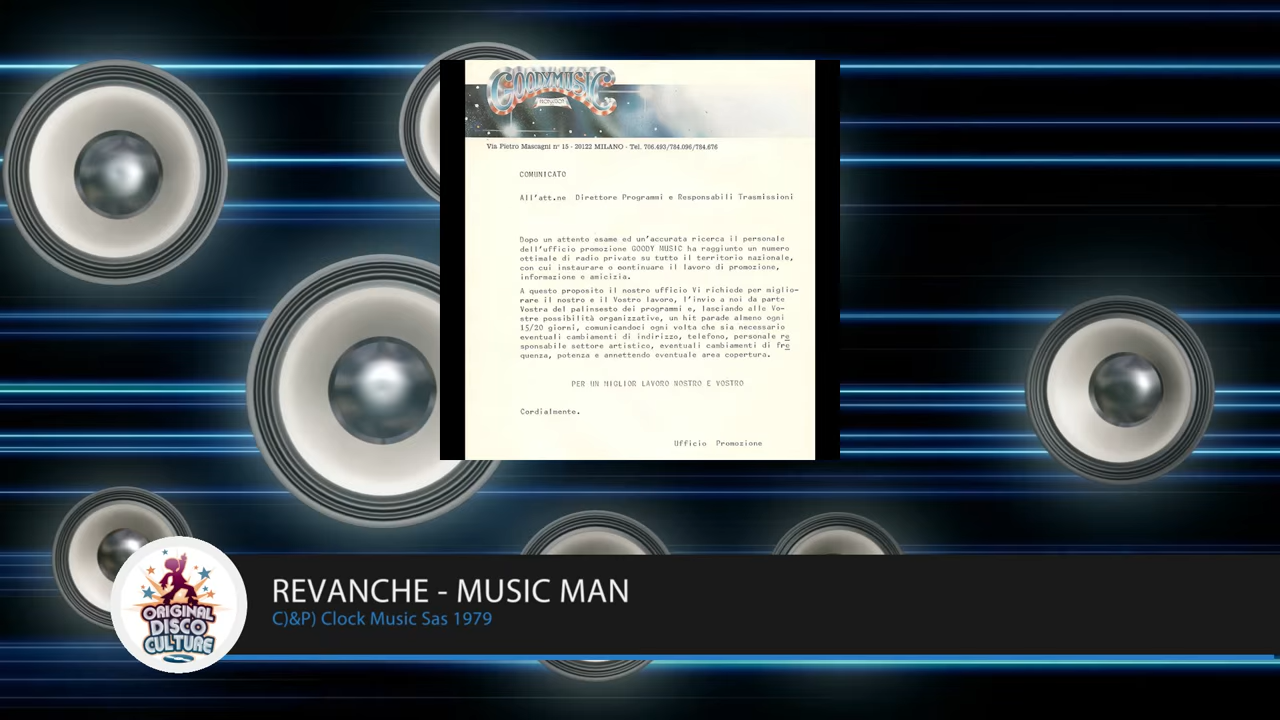 GOODYMUSIC
Via Pietro Mascagni n° 15 - 20122 MILANO - Tel. 706.493/784.096/784.676
COMUNICATO
All'att.ne Direttore Programmi e Responsabili Trasmissioni
Dopo un attento esame ed un'accurata ricerca il personale
dell'ufficio promozione GOODY MUSIC ha raggiunto un numero
ottimale di radio private su tutto il territorio nazionale,
con cui instaurare o continuare il lavoro di promozione,
informazione e amicizia.
A questo proposito il nostro ufficio Vi richiede per miglio-
rare il nostro e il Vostro lavoro, l'invio a noi da parte
Vostra del palinsesto dei programmi e, lasciando alle Vo-
stre possibilità organizzative, un hit parade almeno ogni
15/20 giorni, comunicandoci ogni volta che sia necessario
eventuali cambiamenti di indirizzo, telefono, personale re
sponsabile settore artistico, eventuali cambiamenti di fre
quenza, potenza e annettendo eventuale area copertura.
PER UN MIGLIOR LAVORO NOSTRO E VOSTRO
Cordialmente.
Ufficio Promozione
ORIGINAL
DISCO
CULTURE
REVANCHE - MUSIC MAN
C)&P) Clock Music Sas 1979